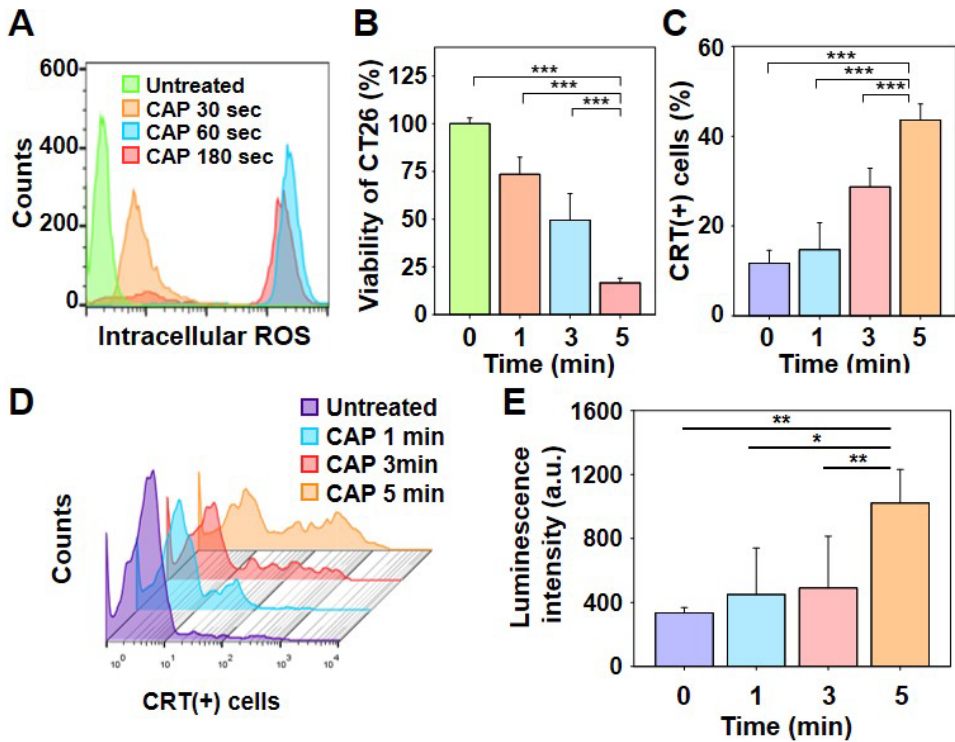 A
600
400
200
0
Counts
Untreated
CAP 30 sec
CAP 60 sec
CAP 180 sec
Intracellular ROS
B
125
100
75
50
25
0
Viability of CT26 (%)
***
***
***
0 1 3 5
Time (min)
C
60
40
20
0
CRT(+) cells (%)
***
***
***
0 1 3 5
Time (min)
D
Untreated
CAP 1 min
CAP 3min
CAP 5 min
Counts
10^0 10^1 10^2 10^3 10^4
CRT(+) cells
E
1600
1200
800
400
0
Luminescence
intensity (a.u.)
**
*
**
0 1 3 5
Time (min)